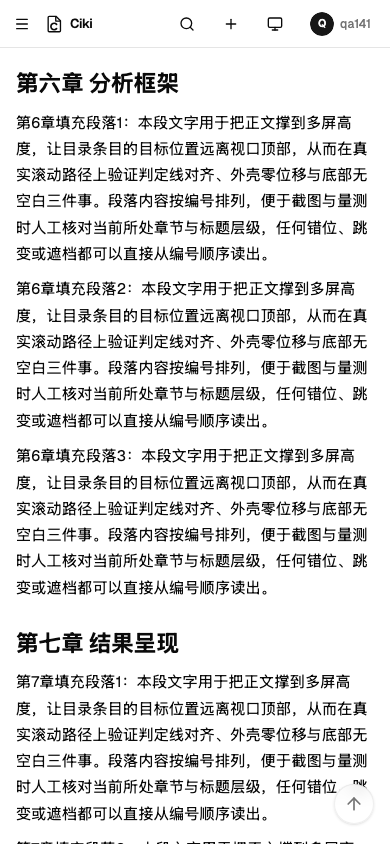 Ciki
Q qa141
第六章 分析框架
第6章填充段落1：本段文字用于把正文撑到多屏高
度，让目录条目的目标位置远离视口顶部，从而在真
实滚动路径上验证判定线对齐、外壳零位移与底部无
空白三件事。段落内容按编号排列，便于截图与量测
时人工核对当前所处章节与标题层级，任何错位、跳
变或遮档都可以直接从编号顺序读出。
第6章填充段落2：本段文字用于把正文撑到多屏高
度，让目录条目的目标位置远离视口顶部，从而在真
实滚动路径上验证判定线对齐、外壳零位移与底部无
空白三件事。段落内容按编号排列，便于截图与量测
时人工核对当前所处章节与标题层级，任何错位、跳
变或遮档都可以直接从编号顺序读出。
第6章填充段落3：本段文字用于把正文撑到多屏高
度，让目录条目的目标位置远离视口顶部，从而在真
实滚动路径上验证判定线对齐、外壳零位移与底部无
空白三件事。段落内容按编号排列，便于截图与量测
时人工核对当前所处章节与标题层级，任何错位、跳
变或遮档都可以直接从编号顺序读出。
第七章 结果呈现
第7章填充段落1：本段文字用于把正文撑到多屏高
度，让目录条目的目标位置远离视口顶部，从而在真
实滚动路径上验证判定线对齐、外壳零位移与底部无
空白三件事。段落内容按编号排列，便于截图与量测
时人工核对当前所处章节与标题层级，任何错位
变或遮档都可以直接从编号顺序读出。